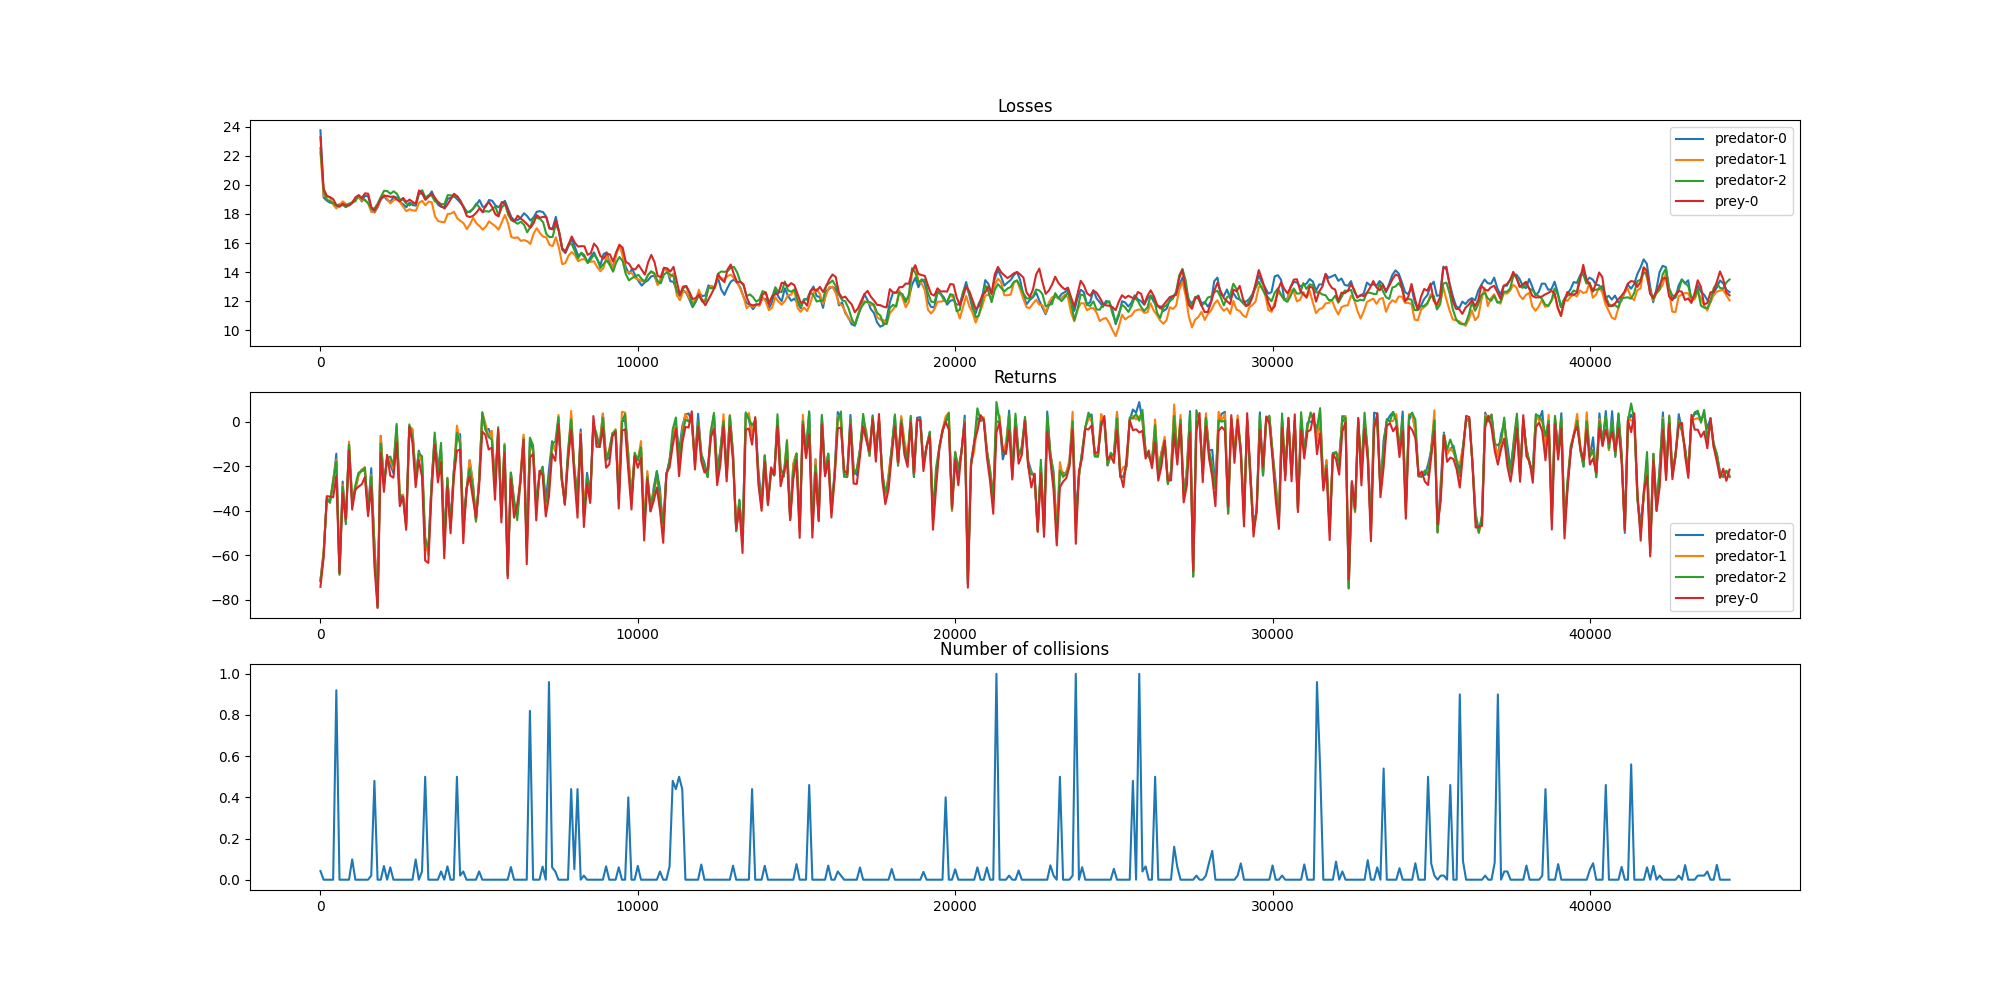 Losses
24
22
20
18
16
14
12
10
predator-0
predator-1
predator-2
prey-0
0 10000 20000 30000 40000
Returns
0
−20
−40
−60
−80
predator-0
predator-1
predator-2
prey-0
0 10000 20000 30000 40000
Number of collisions
1.0
0.8
0.6
0.4
0.2
0.0
0 10000 20000 30000 40000